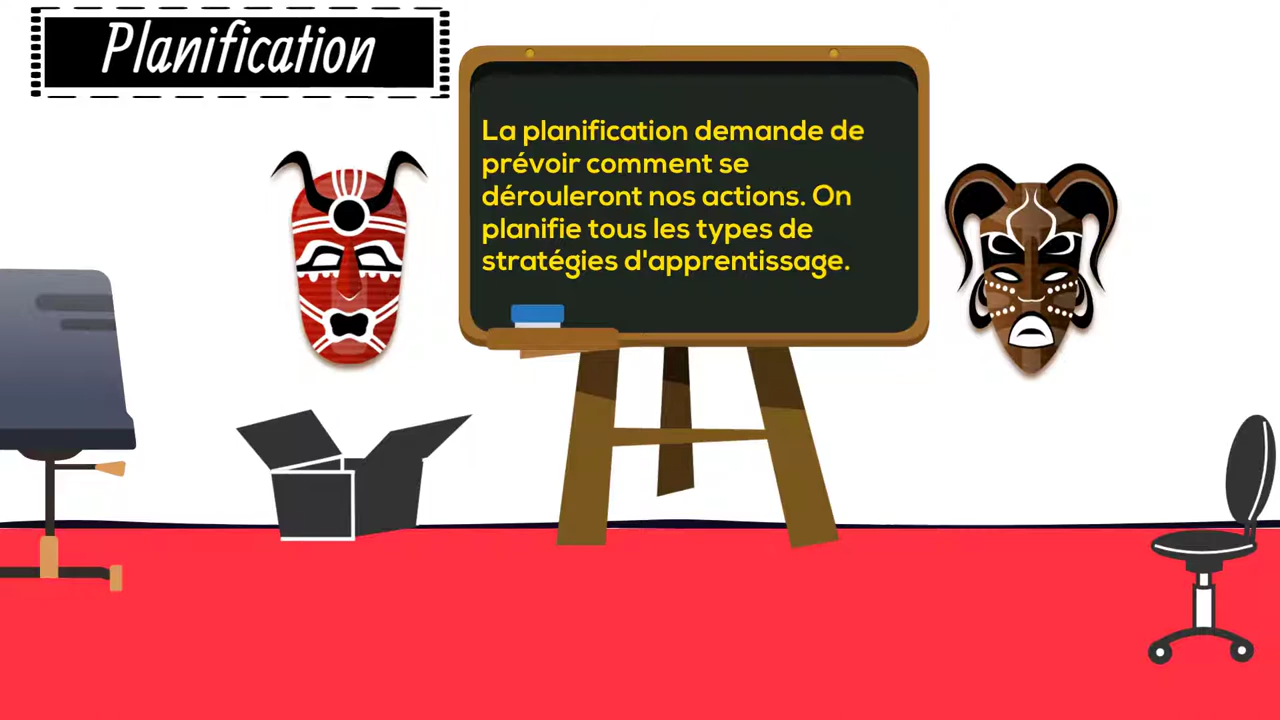 Planification
La planification demande de
prévoir comment se
dérouleront nos actions. On
planifie tous les types de
stratégies d'apprentissage.